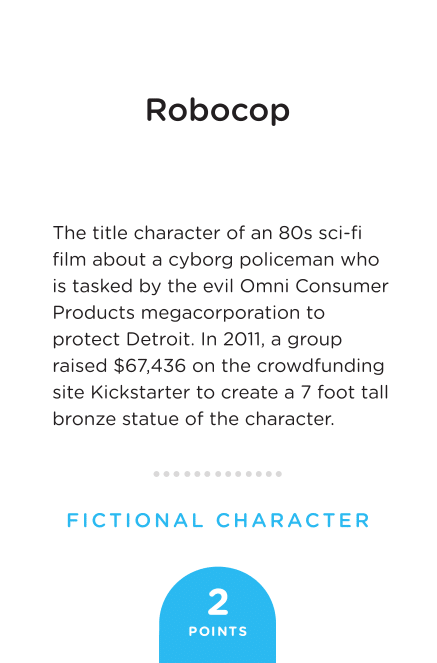 Robocop
The title character of an 80s sci-fi
film about a cyborg policeman who
is tasked by the evil Omni Consumer
Products megacorporation to
protect Detroit. In 2011, a group
raised $67,436 on the crowdfunding
site Kickstarter to create a 7 foot tall
bronze statue of the character.
FICTIONAL CHARACTER
2
POINTS